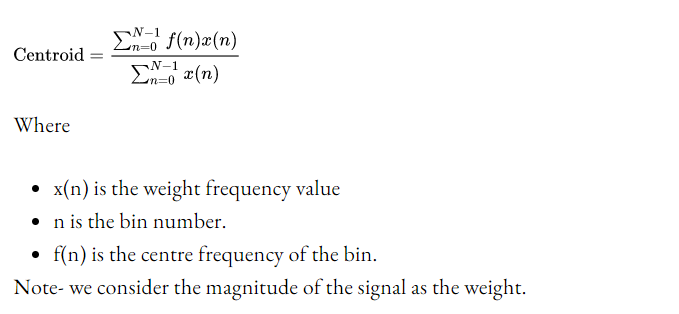 Centroid = \frac{\sum_{n=0}^{N-1} f(n)x(n)}{\sum_{n=0}^{N-1} x(n)}
Where
• x(n) is the weight frequency value
• n is the bin number.
• f(n) is the centre frequency of the bin.
Note- we consider the magnitude of the signal as the weight.